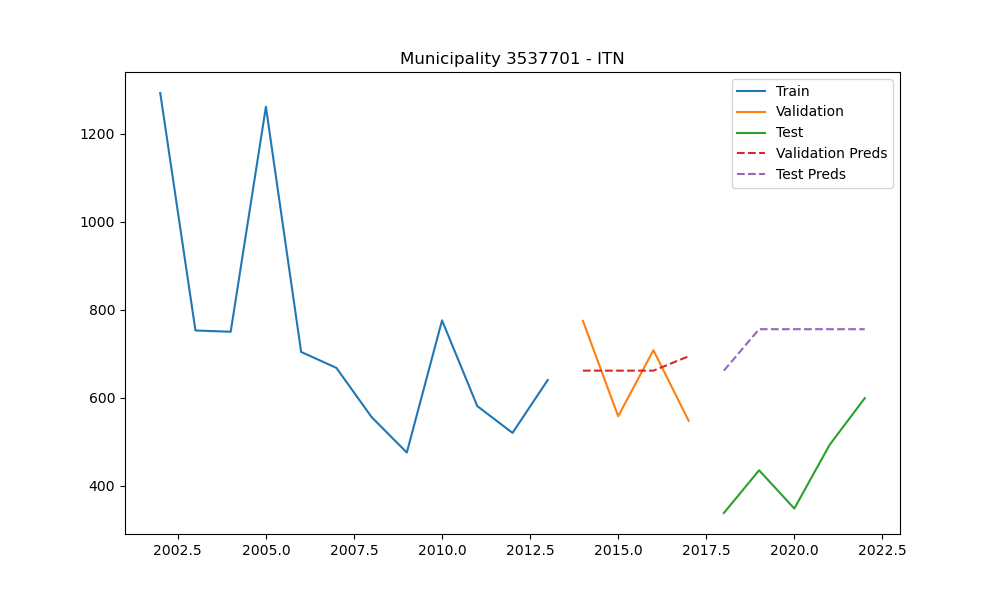 Municipality 3537701 - ITN
1200
1000
800
600
400
2002.5 2005.0 2007.5 2010.0 2012.5 2015.0 2017.5 2020.0 2022.5
Train
Validation
Test
Validation Preds
Test Preds